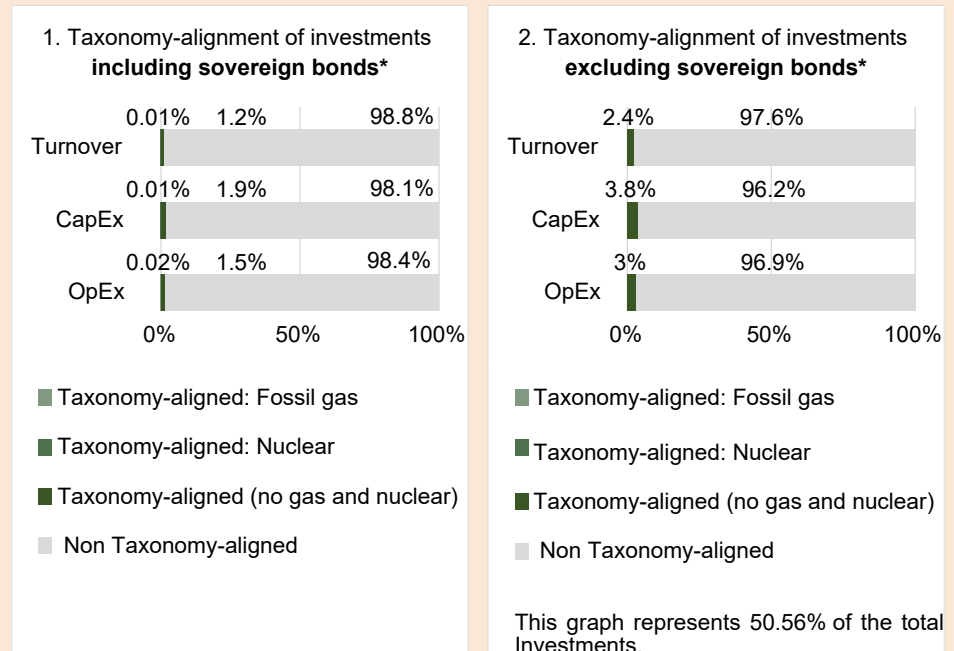 1. Taxonomy-alignment of investments
including sovereign bonds*
0.01% 1.2% 98.8%
Turnover
0.01% 1.9% 98.1%
CapEx
0.02% 1.5% 98.4%
OpEx
0% 50% 100%
Taxonomy-aligned: Fossil gas
Taxonomy-aligned: Nuclear
Taxonomy-aligned (no gas and nuclear)
Non Taxonomy-aligned
2. Taxonomy-alignment of investments
excluding sovereign bonds*
2.4% 97.6%
Turnover
3.8% 96.2%
CapEx
3% 96.9%
OpEx
0% 50% 100%
Taxonomy-aligned: Fossil gas
Taxonomy-aligned: Nuclear
Taxonomy-aligned (no gas and nuclear)
Non Taxonomy-aligned
This graph represents 50.56% of the total
Investments.